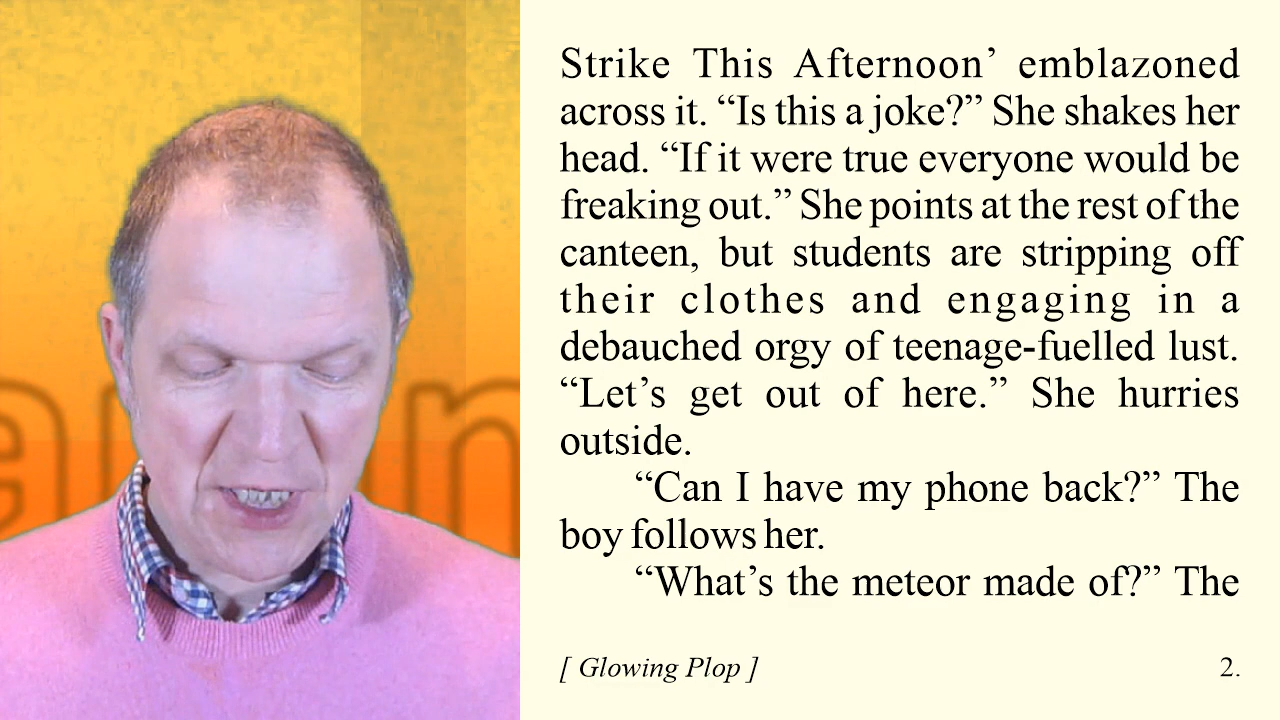 Strike This Afternoon’ emblazoned
across it. “Is this a joke?” She shakes her
head. “If it were true everyone would be
freaking out.” She points at the rest of the
canteen, but students are stripping off
their clothes and engaging in a
debauched orgy of teenage-fuelled lust.
“Let’s get out of here.” She hurries
outside.
“Can I have my phone back?” The
boy follows her.
“What’s the meteor made of?” The
[ Glowing Plop ]
2.